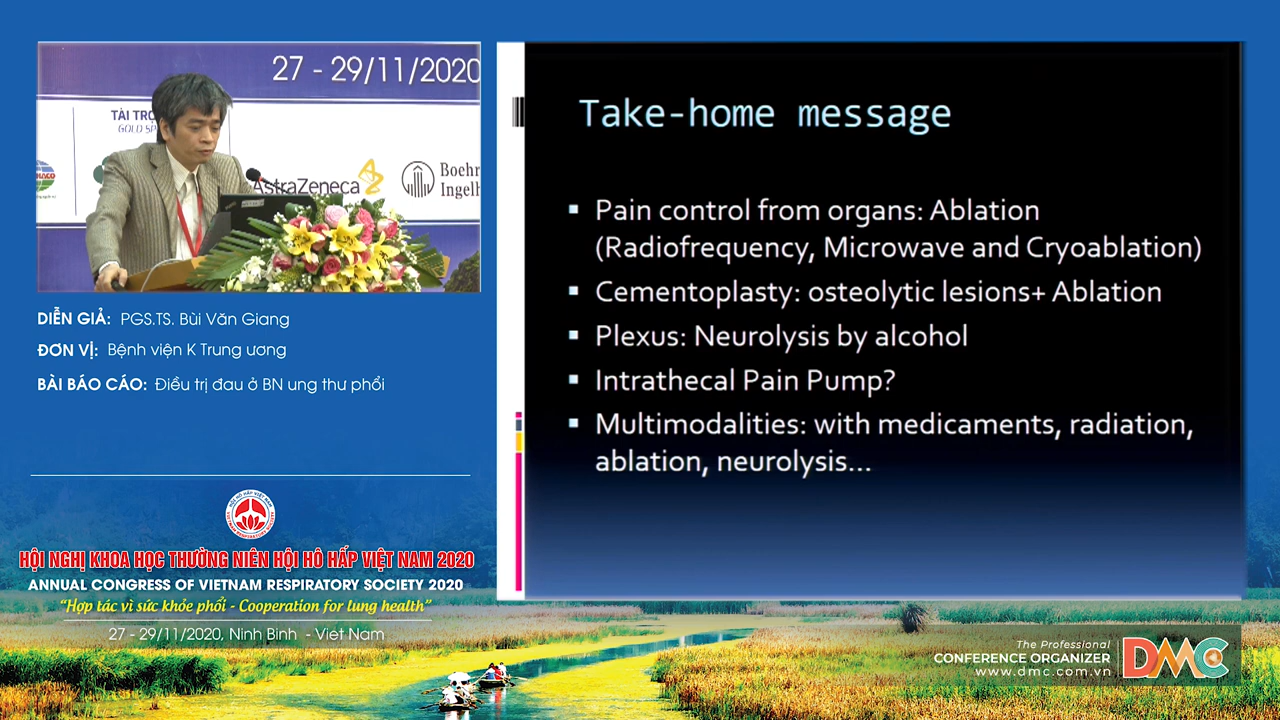 27 - 29/11/2020
TÀI TRỢ
GOLD SP
AstraZeneca
Boehr
Ingelh
DIỄN GIẢ: PGS.TS. Bùi Văn Giang
ĐƠN VỊ: Bệnh viện K Trung ương
BÀI BÁO CÁO: Điều trị đau ở BN ung thư phổi
HỘI NGHỊ KHOA HỌC THƯỜNG NIÊN HỘI HÔ HẤP VIỆT NAM 2020
ANNUAL CONGRESS OF VIETNAM RESPIRATORY SOCIETY 2020
“Hợp tác vì sức khỏe phổi - Cooperation for lung health”
27 - 29/11/2020, Ninh Binh - Viet Nam
Take-home message
▪ Pain control from organs: Ablation
(Radiofrequency, Microwave and Cryoablation)
▪ Cementoplasty: osteolytic lesions+ Ablation
▪ Plexus: Neurolysis by alcohol
▪ Intrathecal Pain Pump?
▪ Multimodalities: with medicaments, radiation,
ablation, neurolysis...
The Professional
CONFERENCE ORGANIZER
www.dmc.com.vn
DMC